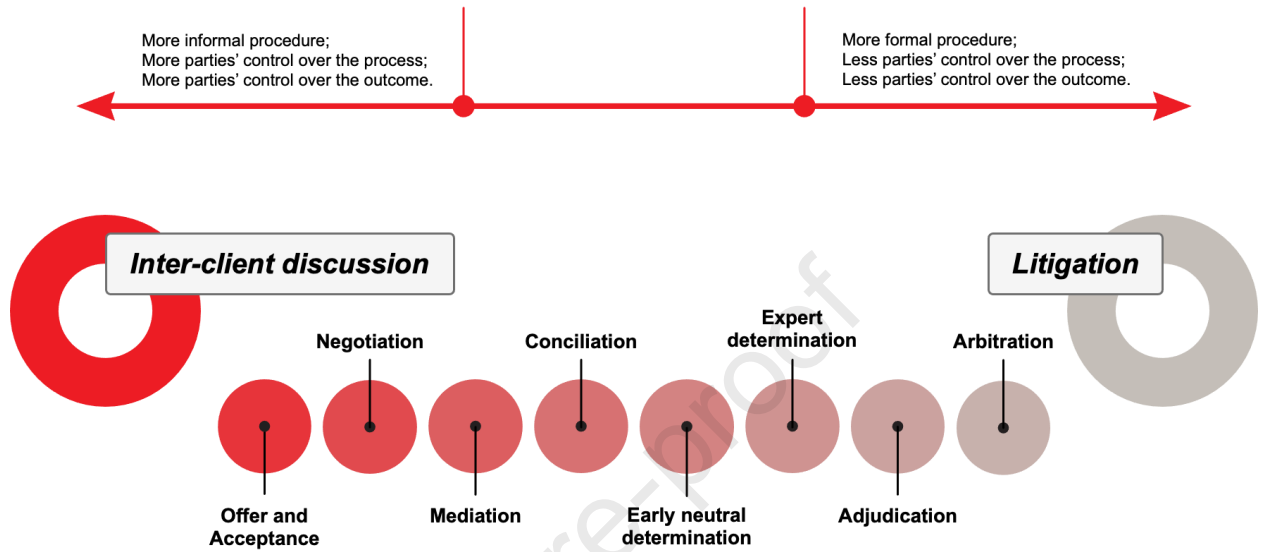 More informal procedure;
More parties’ control over the process;
More parties’ control over the outcome.
More formal procedure;
Less parties’ control over the process;
Less parties’ control over the outcome.
Inter-client discussion
Litigation
Negotiation
Conciliation
Expert
determination
Arbitration
Offer and
Acceptance
Mediation
Early neutral
determination
Adjudication
re-proof